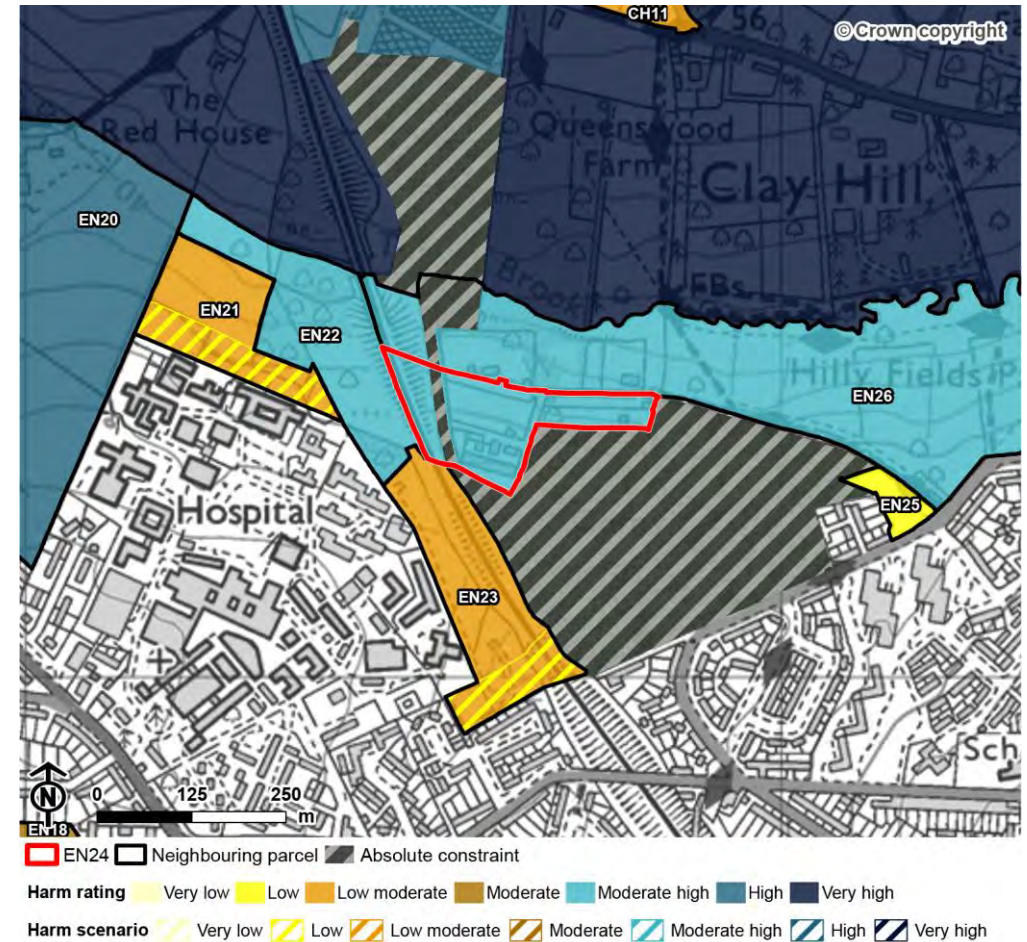 CH11
56
© Crown copyright
The
Red House
Queenswood
Farm
Clay Hill
EN20
Brook
FBs
EN21
EN22
Hilly Fields P
EN26
Hospital
EN25
EN23
Sch
N
0 125 250
m
EN18
EN24 Neighbouring parcel Absolute constraint
Harm rating Very low Low Low moderate Moderate Moderate high High Very high
Harm scenario Very low Low Low moderate Moderate Moderate high High Very high